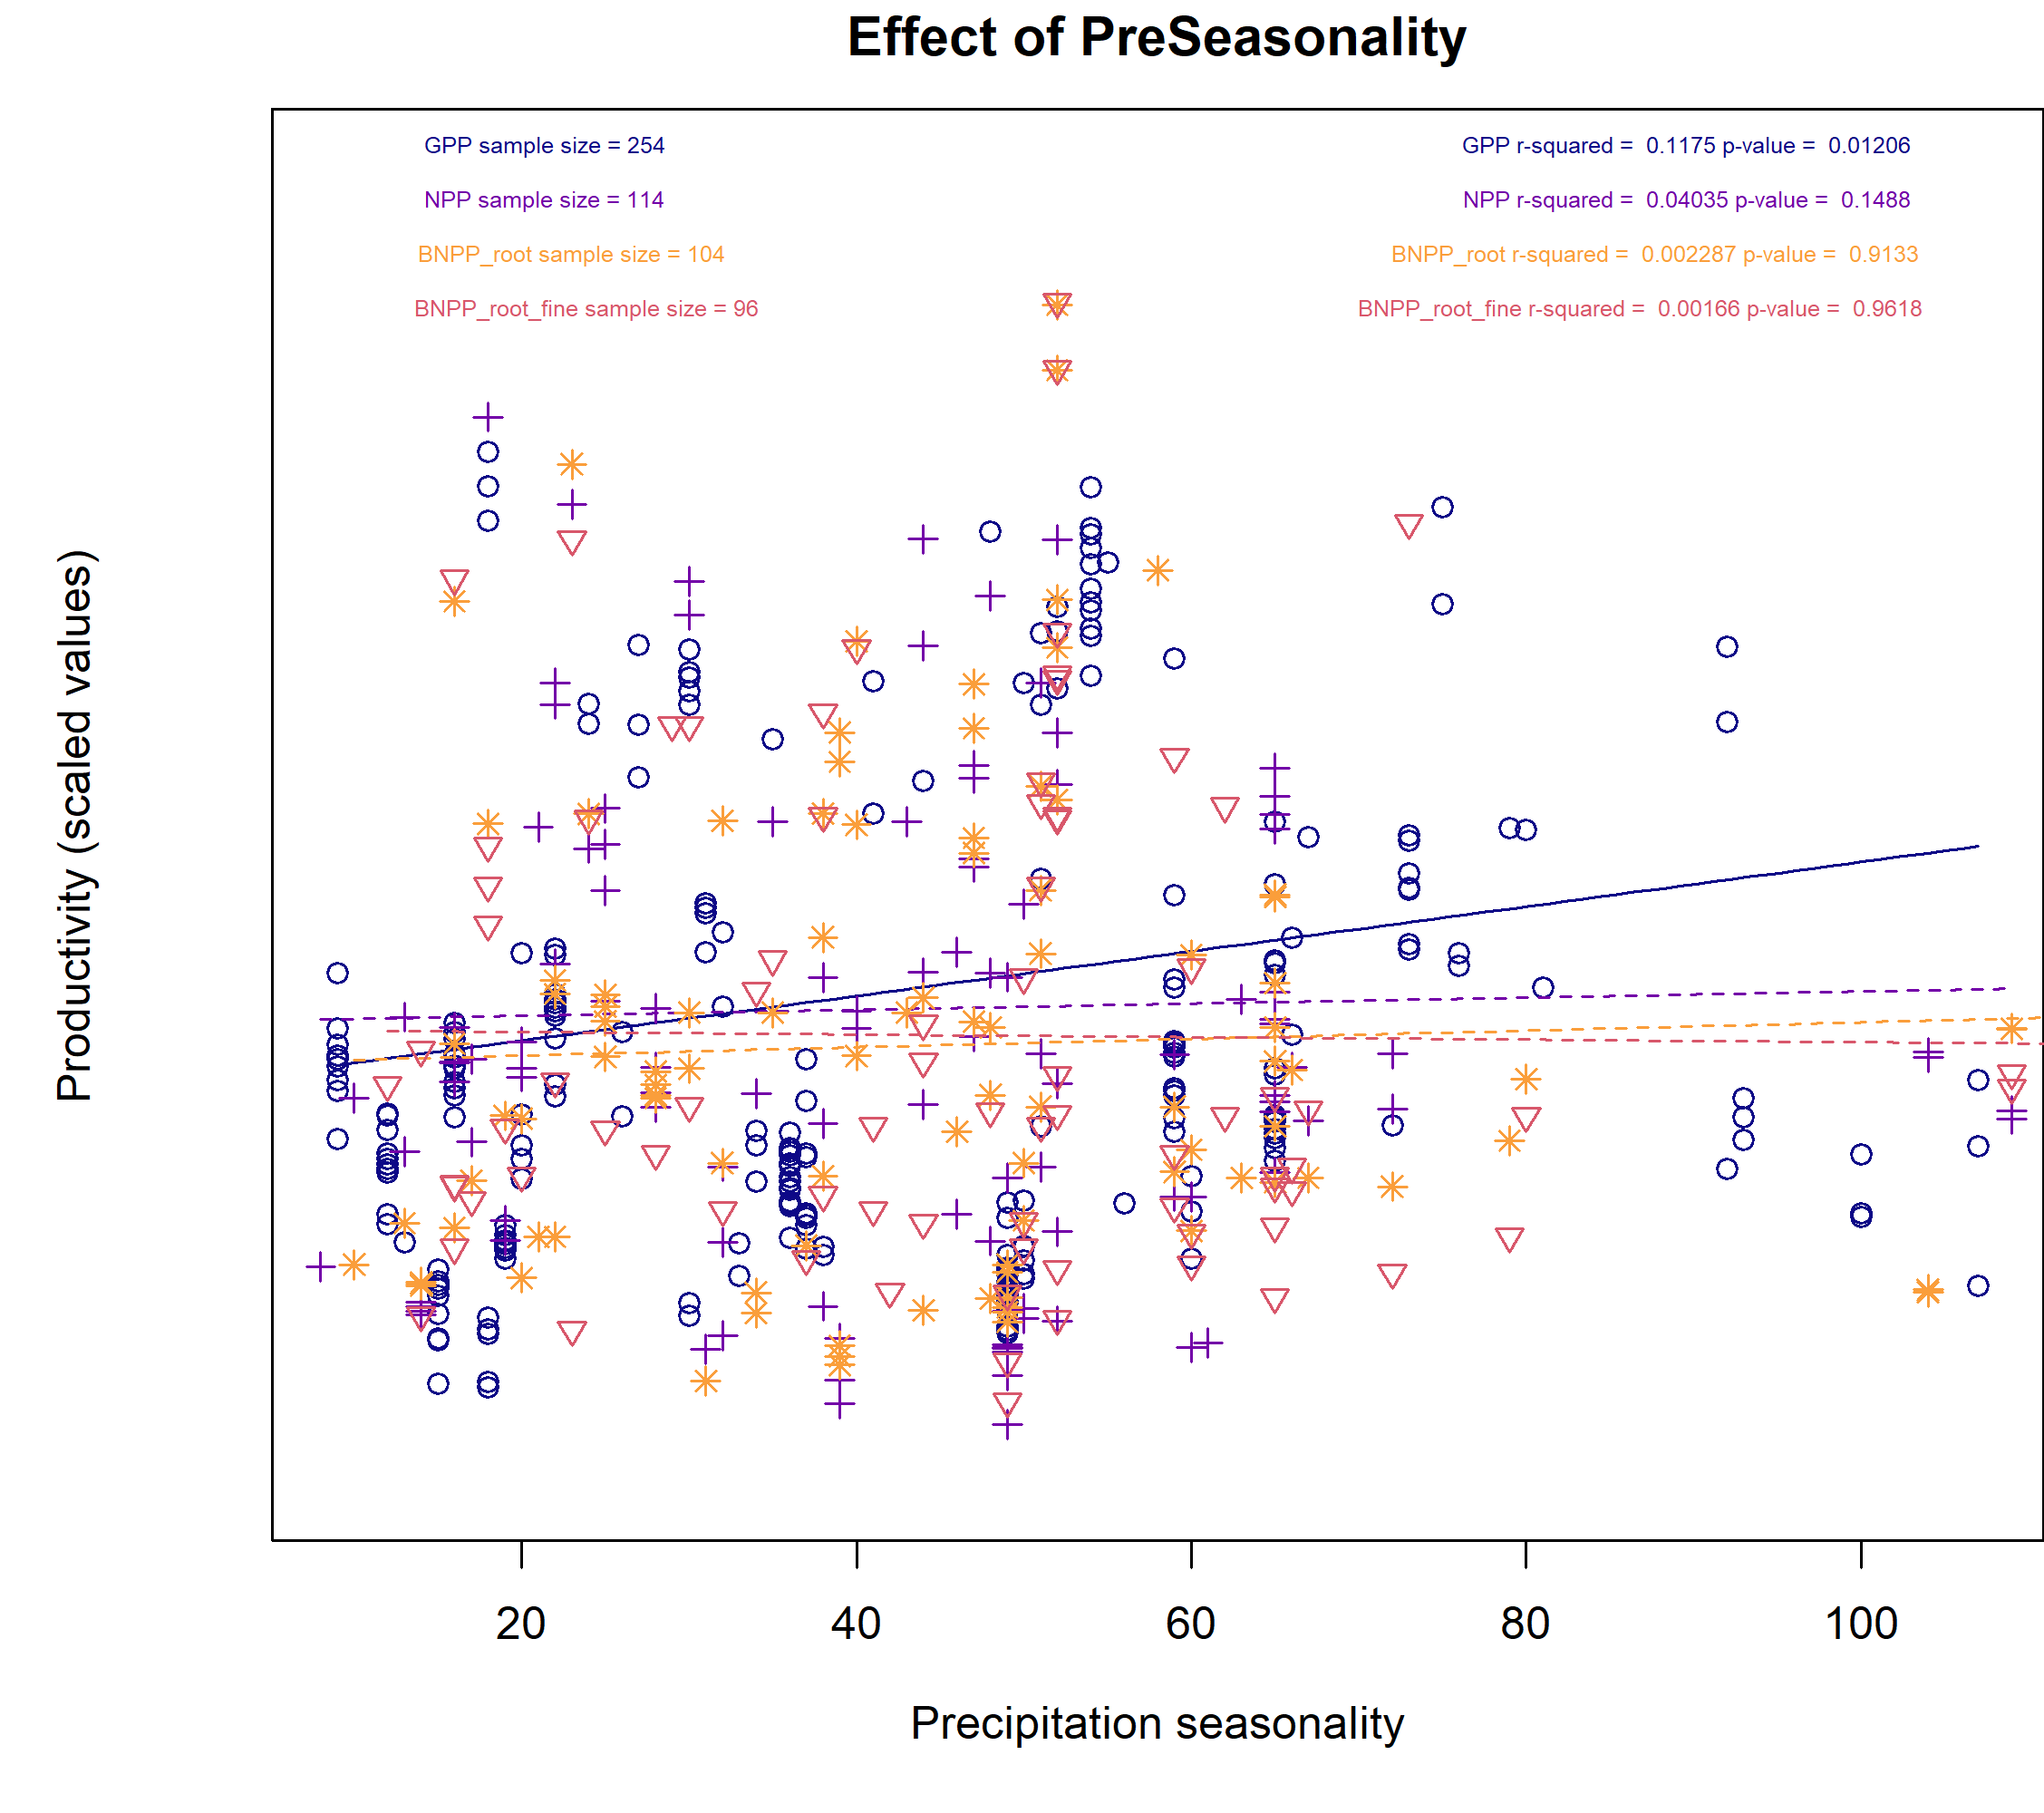 Effect of PreSeasonality
GPP sample size = 254
GPP r-squared =  0.1175 p-value =  0.01206
NPP sample size = 114
NPP r-squared =  0.04035 p-value =  0.1488
BNPP_root sample size = 104
BNPP_root r-squared =  0.002287 p-value =  0.9133
BNPP_root_fine sample size = 96
BNPP_root_fine r-squared =  0.00166 p-value =  0.9618
Productivity (scaled values)
20 40 60 80 100
Precipitation seasonality